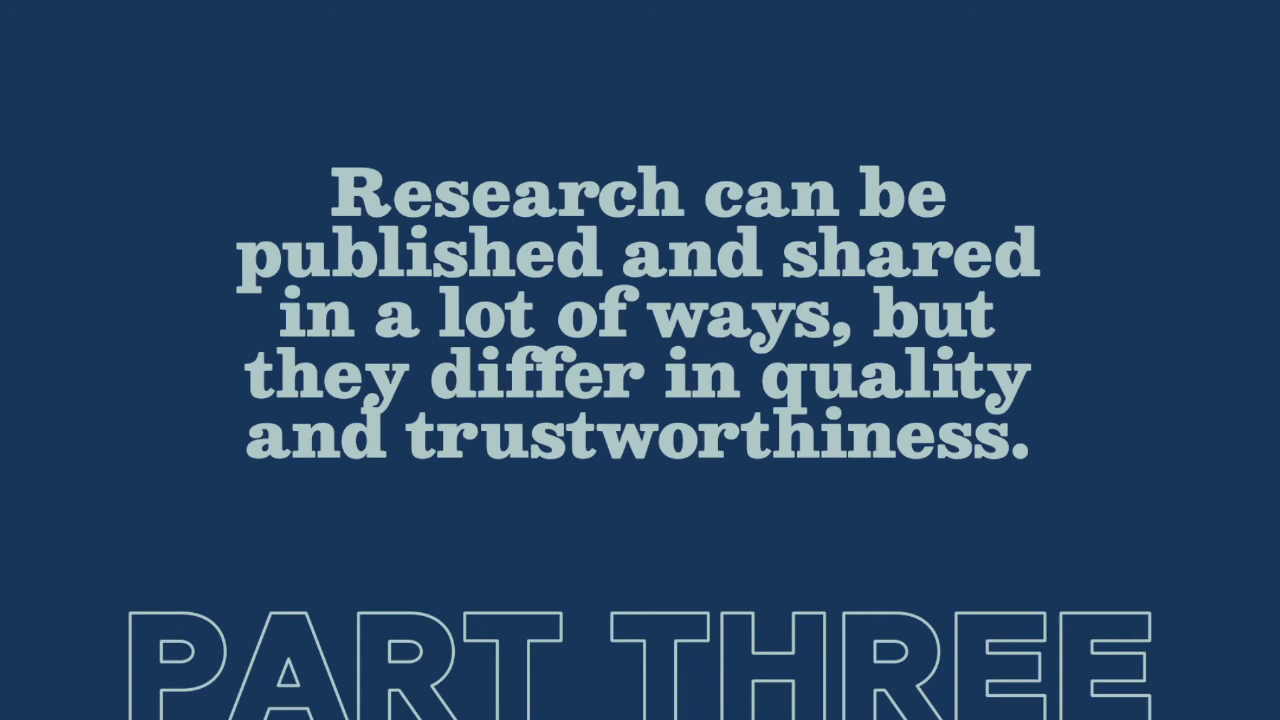 Research can be
published and shared
in a lot of ways, but
they differ in quality
and trustworthiness.
PART THREE